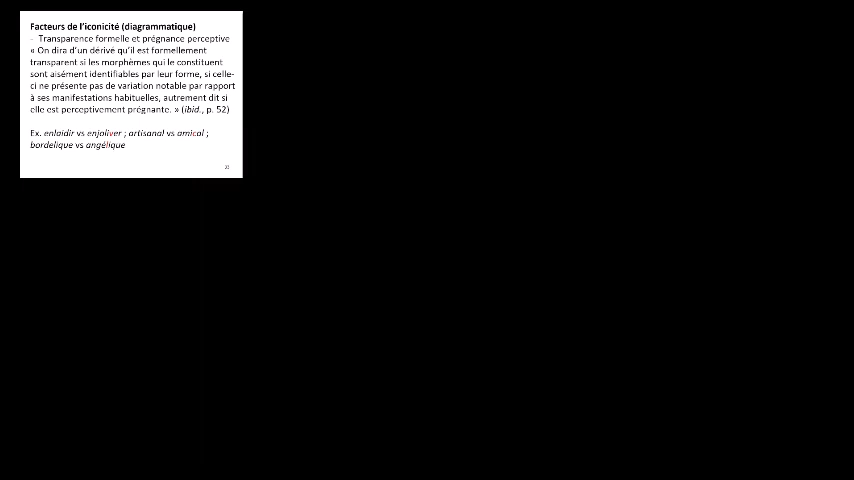 Facteurs de l'iconicité (diagrammatique)
- Transparence formelle et prégnance perceptive
« On dira d'un dérivé qu'il est formellement
transparent si les morphèmes qui le constituent
sont aisément identifiables par leur forme, si celle-
ci ne présente pas de variation notable par rapport
à ses manifestations habituelles, autrement dit si
elle est perceptivement prégnante. » (ibid., p. 52)
Ex. enlaidir vs enjoliver ; artisanal vs amical ;
bordelique vs angélique